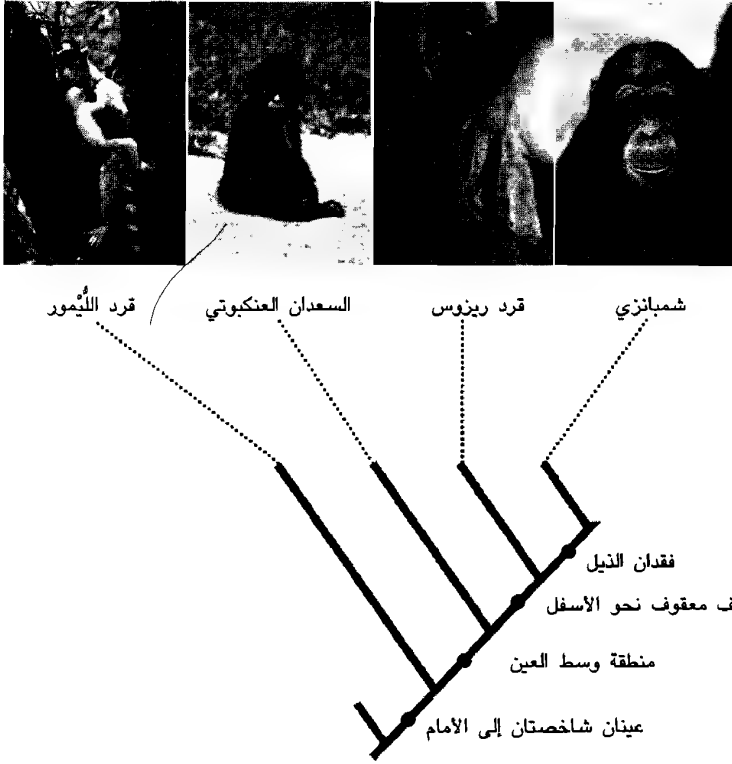 شمبانزي
قرد ريزوس
السعدان العنكبوتي
قرد اللَّيْمور
فقدان الذيل
معقوف نحو الأسفل
منطقة وسط العين
عينان شاخصتان إلى الأمام